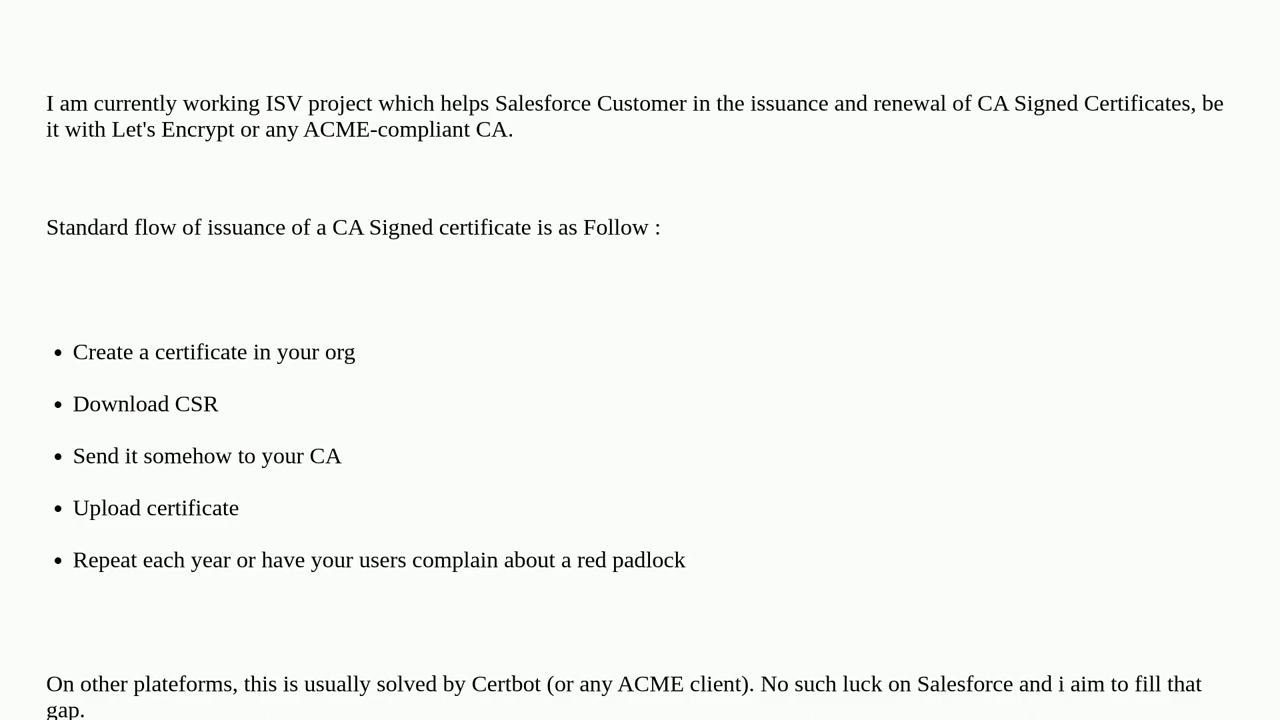 I am currently working ISV project which helps Salesforce Customer in the issuance and renewal of CA Signed Certificates, be
it with Let's Encrypt or any ACME-compliant CA.
Standard flow of issuance of a CA Signed certificate is as Follow :
• Create a certificate in your org
• Download CSR
• Send it somehow to your CA
• Upload certificate
• Repeat each year or have your users complain about a red padlock
On other plateforms, this is usually solved by Certbot (or any ACME client). No such luck on Salesforce and i aim to fill that
gap.